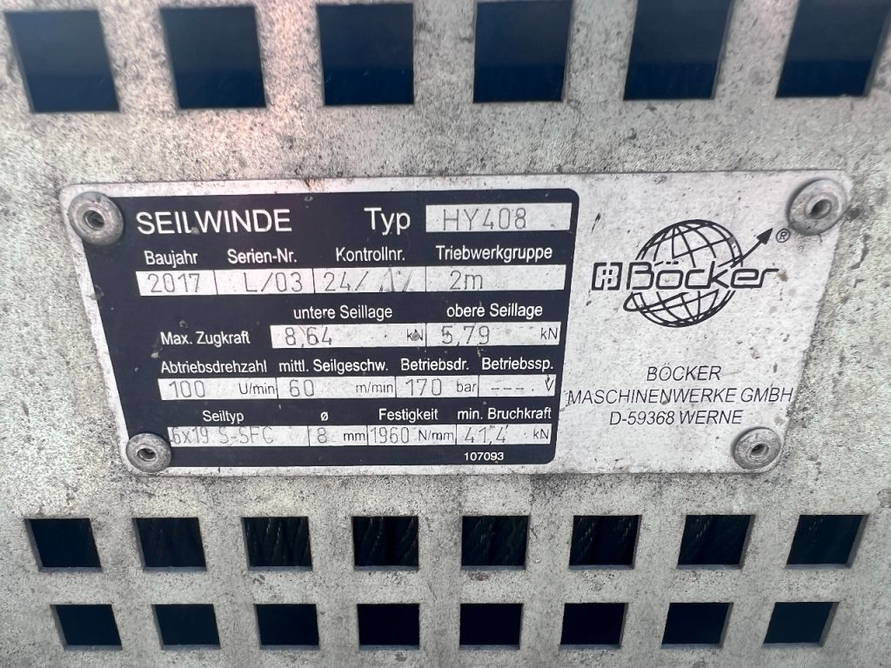 SEILWINDE Typ HY408
Baujahr Serien-Nr. Kontrollnr. Triebwerkgruppe
2017 L/03 24/ 2m
untere Seillage obere Seillage
Max. Zugkraft 8,64 kN 5,79 kN
Abtriebsdrehzahl mittl. Seilgeschw. Betriebsdr. Betriebssp.
100 U/min 60 m/min 170 bar ---. V
Seiltyp ø Festigkeit min. Bruchkraft
6x19 S-SFC 8 mm 1960 N/mm 41,4 kN
107093
Böcker ®
BÖCKER
MASCHINENWERKE GMBH
D-59368 WERNE